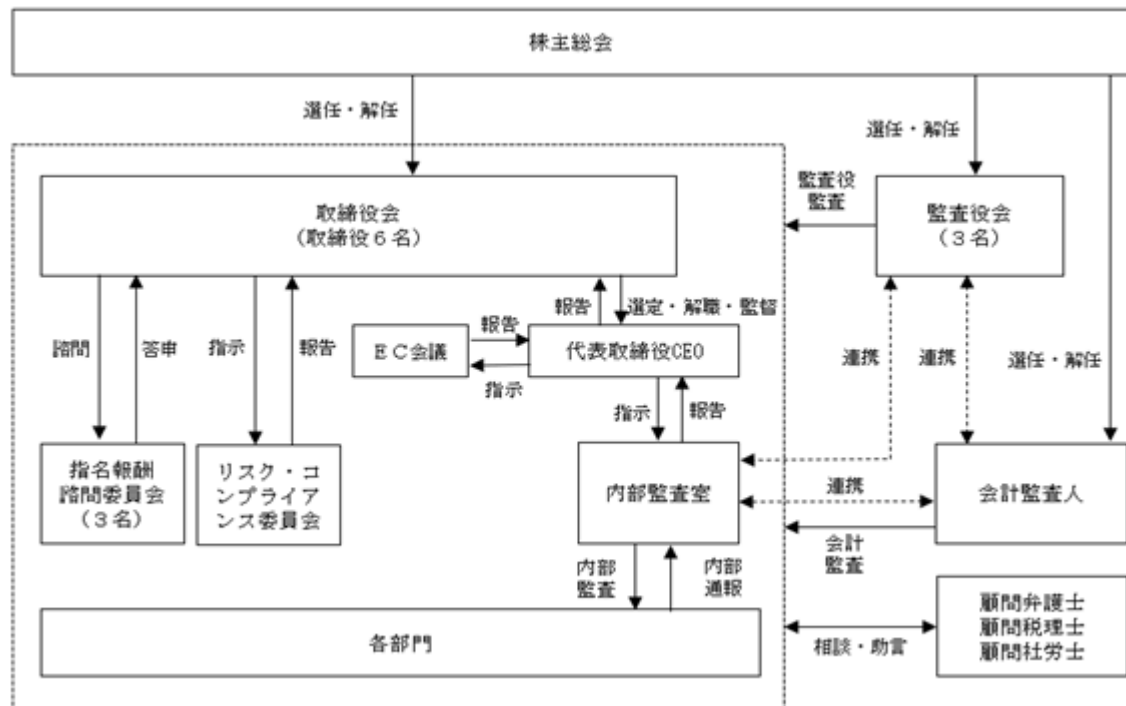 株主総会
選任・解任
選任・解任
監査役
監査
取締役会
（取締役６名）
監査役会
（３名）
報告
選定・解職・監督
諮問
答申
指示
報告
ＥＣ会議
報告
指示
代表取締役CEO
連携
連携
選任・解任
指示
報告
指名報酬
諮問委員会
（３名）
リスク・コ
ンプライア
ンス委員会
内部監査室
連携
会計監査人
会計
監査
内部
監査
内部
通報
各部門
相談・助言
顧問弁護士
顧問税理士
顧問社労士